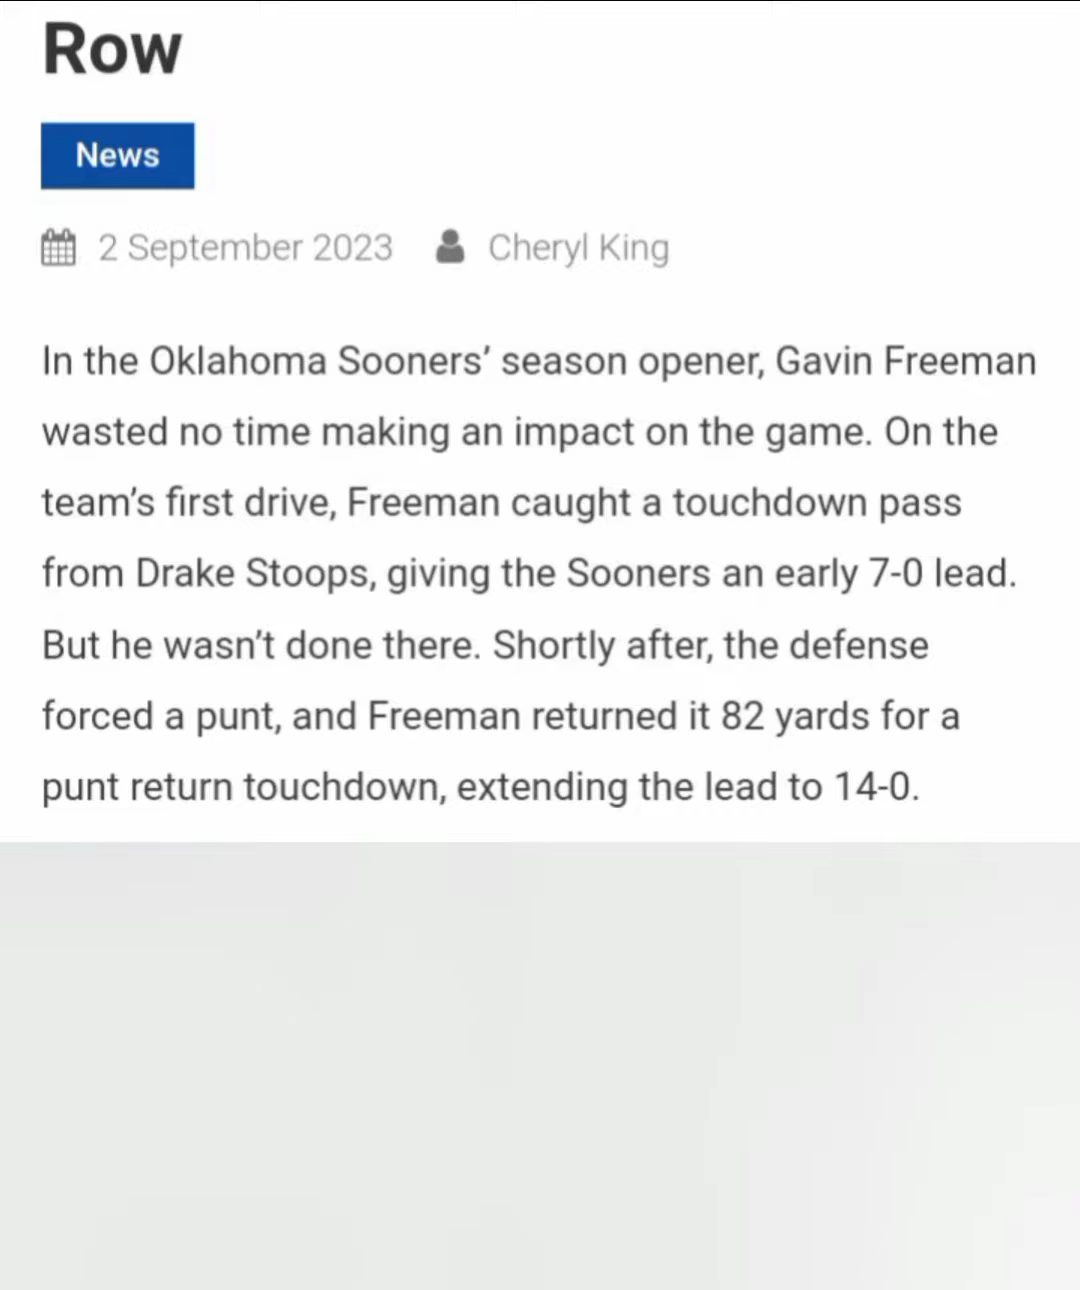 Row
News
2 September 2023 Cheryl King
In the Oklahoma Sooners’ season opener, Gavin Freeman
wasted no time making an impact on the game. On the
team’s first drive, Freeman caught a touchdown pass
from Drake Stoops, giving the Sooners an early 7-0 lead.
But he wasn’t done there. Shortly after, the defense
forced a punt, and Freeman returned it 82 yards for a
punt return touchdown, extending the lead to 14-0.